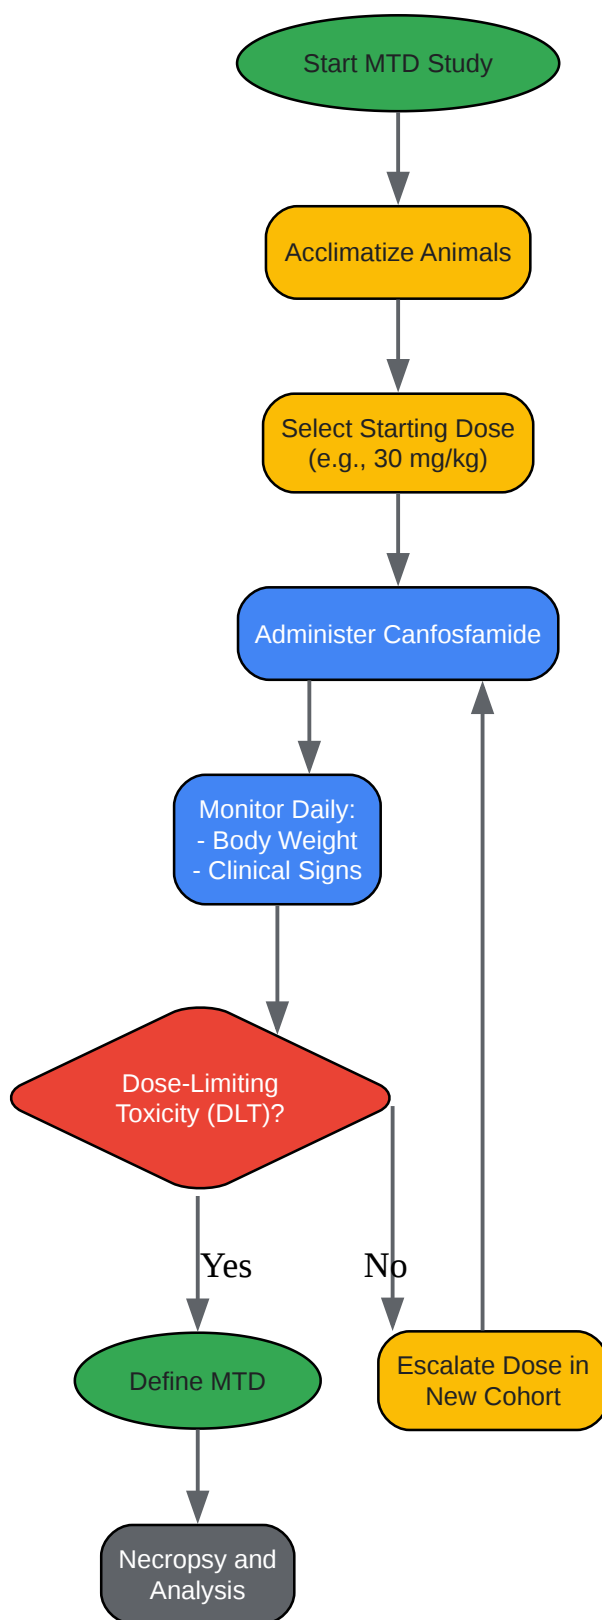 Start MTD Study
Acclimatize Animals
Select Starting Dose
(e.g., 30 mg/kg)
Administer Canfosfamide
Monitor Daily:
- Body Weight
- Clinical Signs
Dose-Limiting
Toxicity (DLT)?
Yes
No
Define MTD
Escalate Dose in
New Cohort
Necropsy and
Analysis